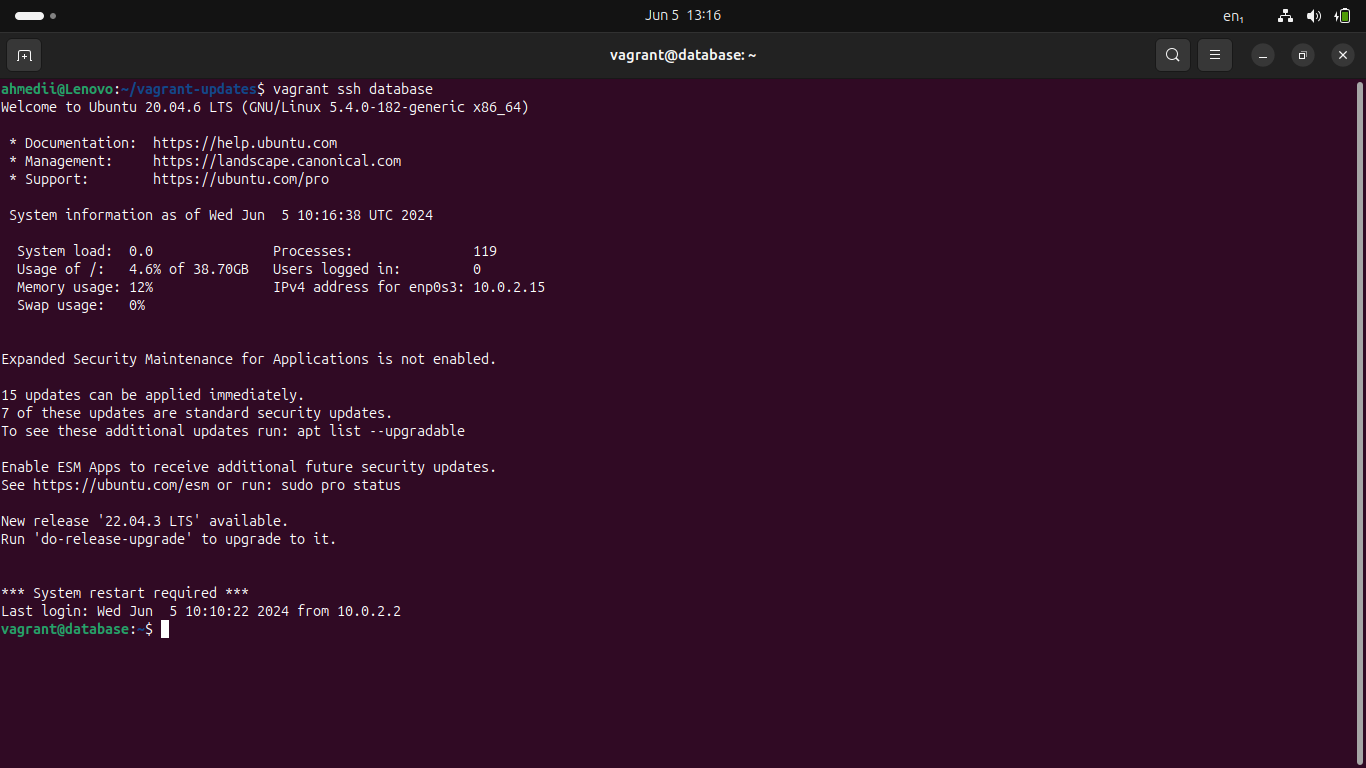 Jun 5 13:16
en₁
vagrant@database: ~
ahmedii@Lenovo:~/vagrant-updates$ vagrant ssh database
Welcome to Ubuntu 20.04.6 LTS (GNU/Linux 5.4.0-182-generic x86_64)
* Documentation: https://help.ubuntu.com
* Management: https://landscape.canonical.com
* Support: https://ubuntu.com/pro
System information as of Wed Jun 5 10:16:38 UTC 2024
System load: 0.0 Processes: 119
Usage of /: 4.6% of 38.70GB Users logged in: 0
Memory usage: 12% IPv4 address for enp0s3: 10.0.2.15
Swap usage: 0%
Expanded Security Maintenance for Applications is not enabled.
15 updates can be applied immediately.
7 of these updates are standard security updates.
To see these additional updates run: apt list --upgradable
Enable ESM Apps to receive additional future security updates.
See https://ubuntu.com/esm or run: sudo pro status
New release '22.04.3 LTS' available.
Run 'do-release-upgrade' to upgrade to it.
*** System restart required ***
Last login: Wed Jun 5 10:10:22 2024 from 10.0.2.2
vagrant@database:~$